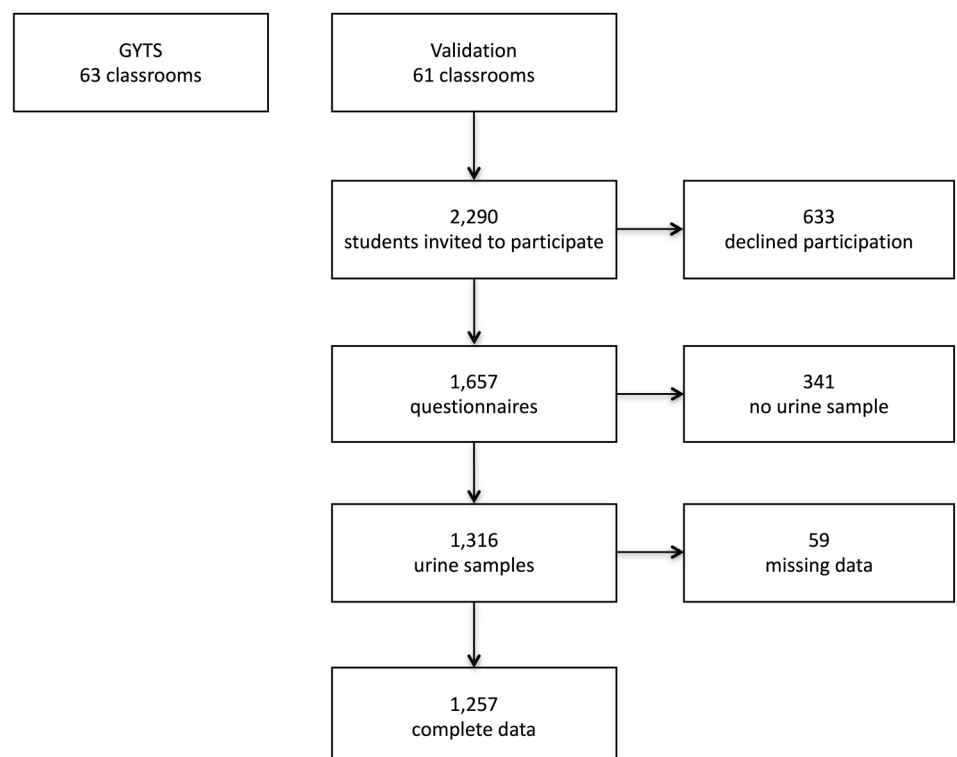 GYTS
63 classrooms
Validation
61 classrooms
2,290
students invited to participate
633
declined participation
1,657
questionnaires
341
no urine sample
1,316
urine samples
59
missing data
1,257
complete data